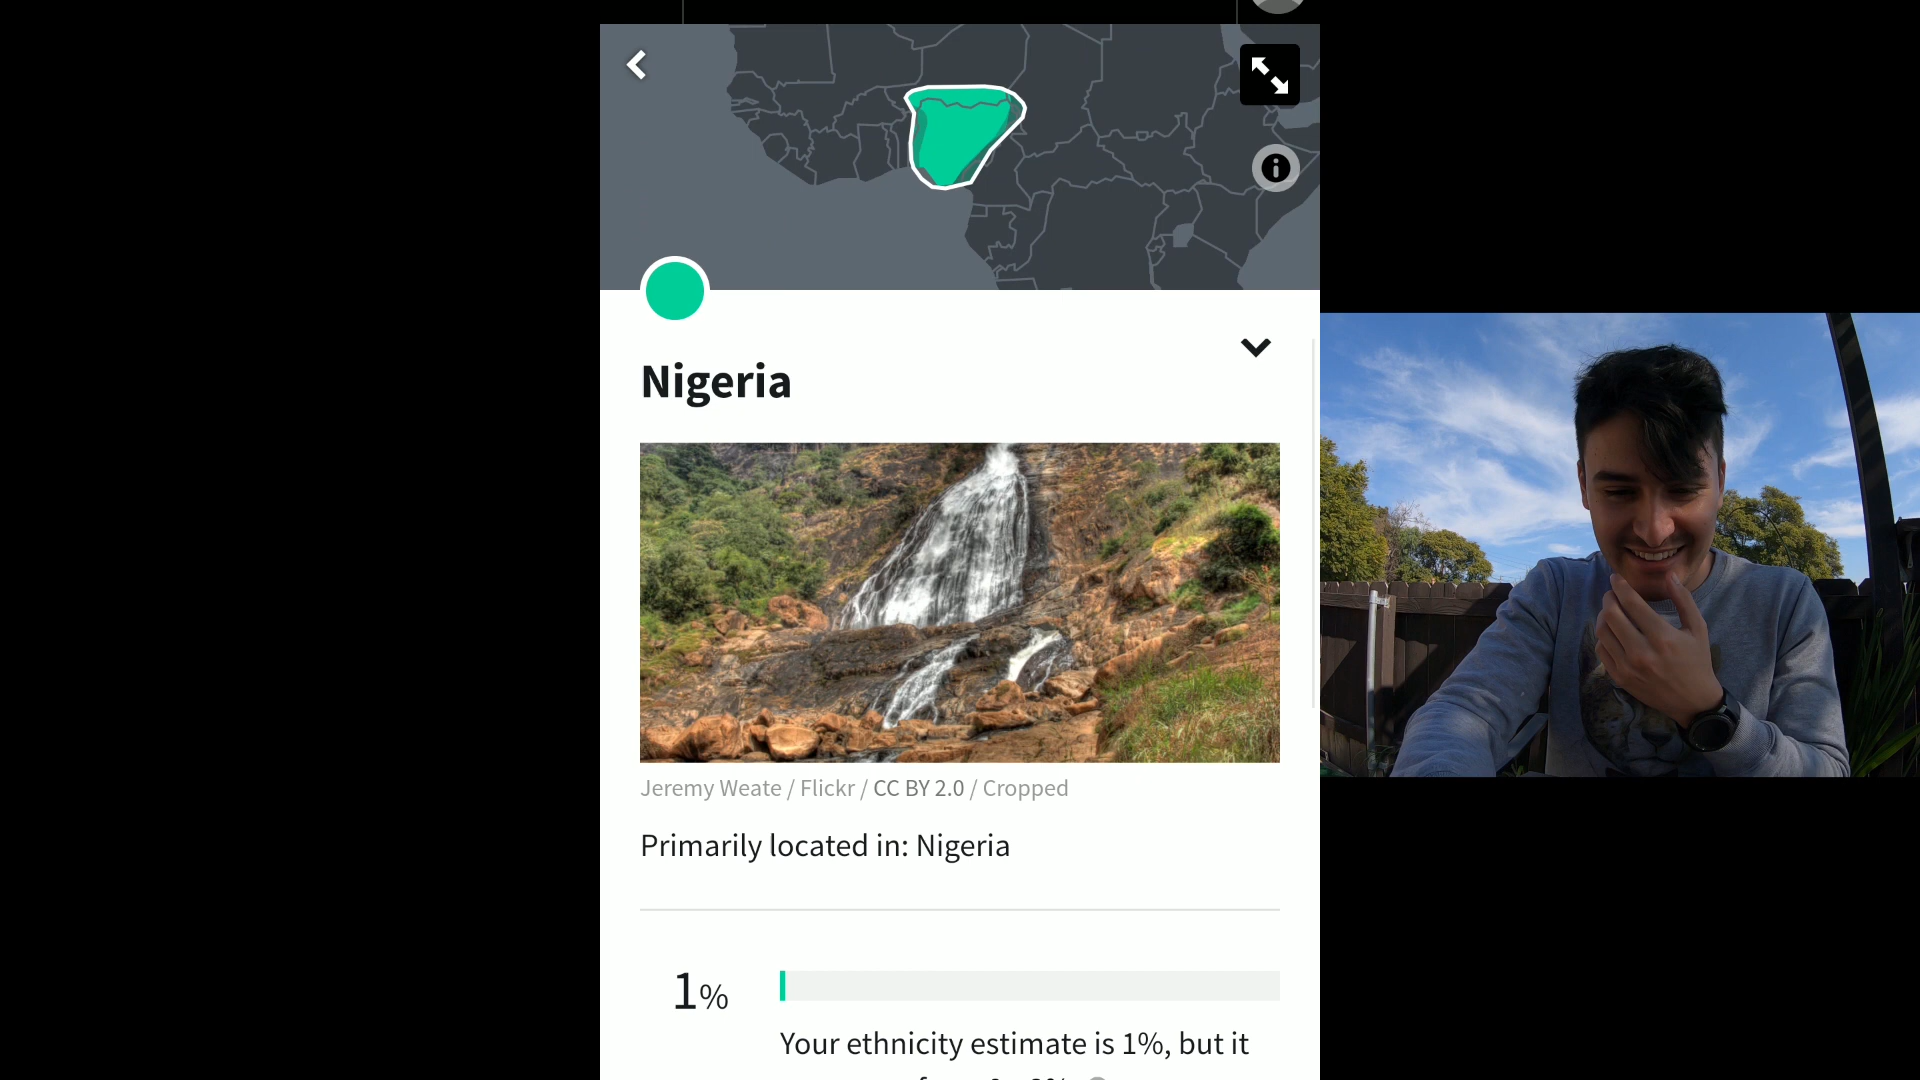 Nigeria
Jeremy Weate / Flickr / CC BY 2.0 / Cropped
Primarily located in: Nigeria
1%
Your ethnicity estimate is 1%, but it